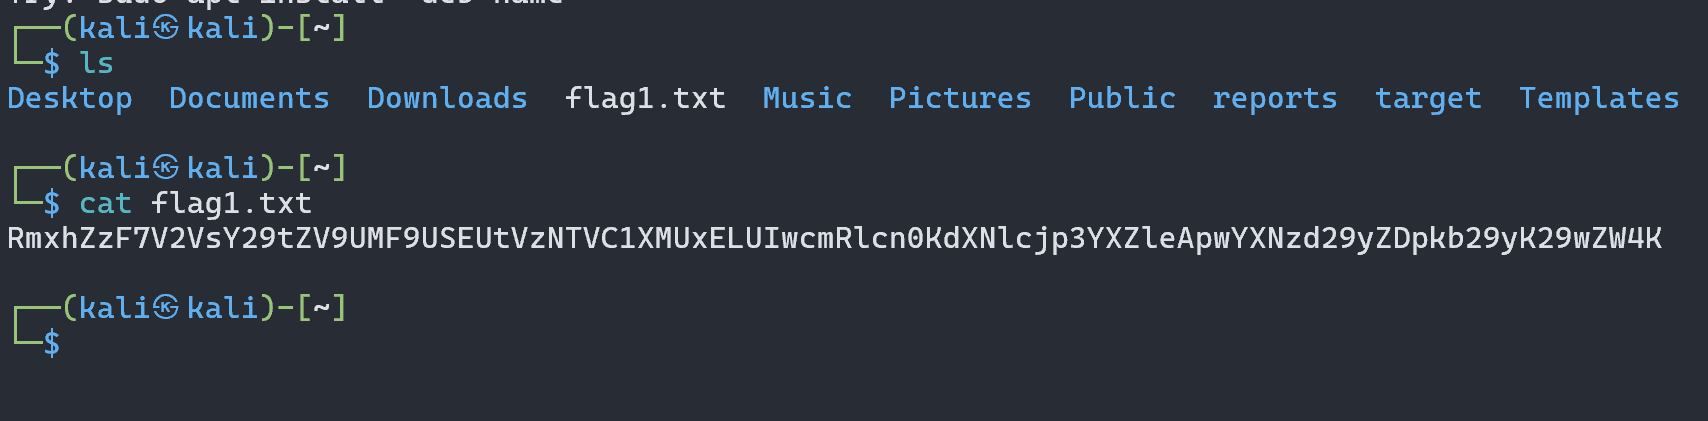 ┌──(kali㉿kali)-[~]
└─$ ls
Desktop Documents Downloads flag1.txt Music Pictures Public reports target Templates
┌──(kali㉿kali)-[~]
└─$ cat flag1.txt
RmxhZzF7V2VsY29tZV9UMF9USEUtVzNTVC1XMUxELUIwcmRlcn0KdXNlcjp3YXZleApwYXNzd29yZDpkb29yK29wZW4K
┌──(kali㉿kali)-[~]
└─$